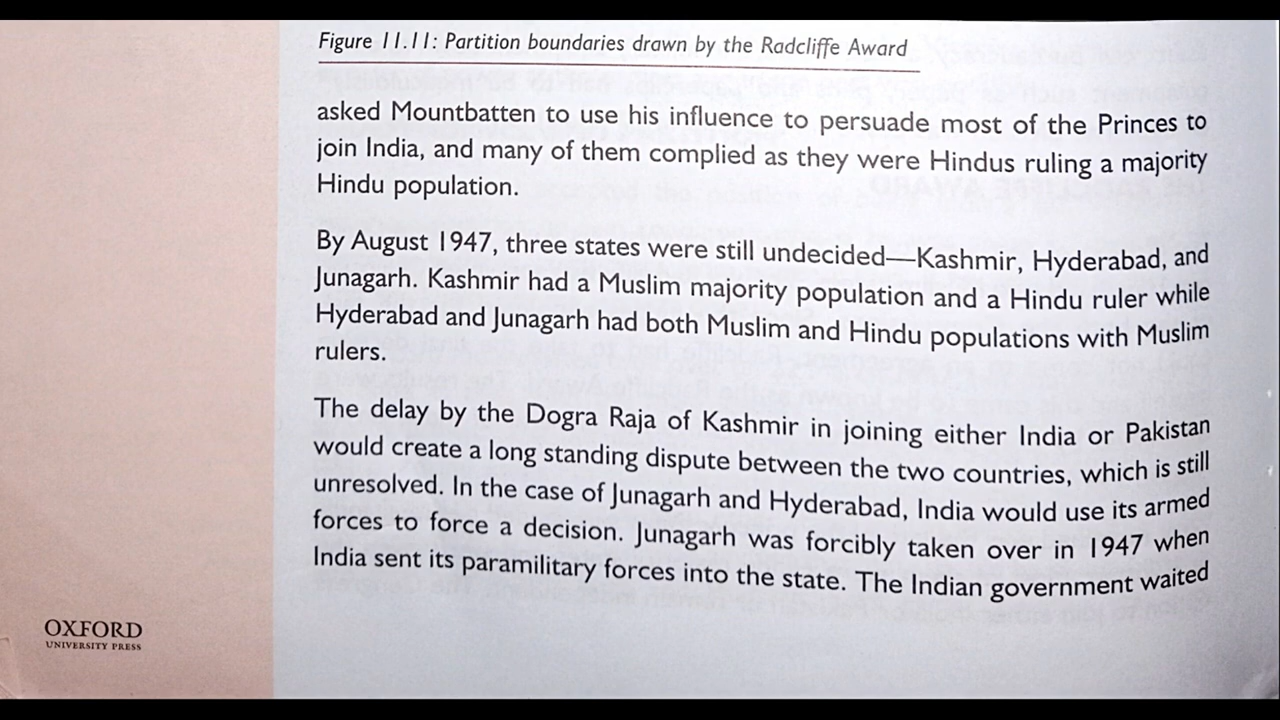 Figure 11.11: Partition boundaries drawn by the Radcliffe Award
asked Mountbatten to use his influence to persuade most of the Princes to
join India, and many of them complied as they were Hindus ruling a majority
Hindu population.
By August 1947, three states were still undecided—Kashmir, Hyderabad, and
Junagarh. Kashmir had a Muslim majority population and a Hindu ruler while
Hyderabad and Junagarh had both Muslim and Hindu populations with Muslim
rulers.
The delay by the Dogra Raja of Kashmir in joining either India or Pakistan
would create a long standing dispute between the two countries, which is still
unresolved. In the case of Junagarh and Hyderabad, India would use its armed
forces to force a decision. Junagarh was forcibly taken over in 1947 when
India sent its paramilitary forces into the state. The Indian government waited
OXFORD
UNIVERSITY PRESS